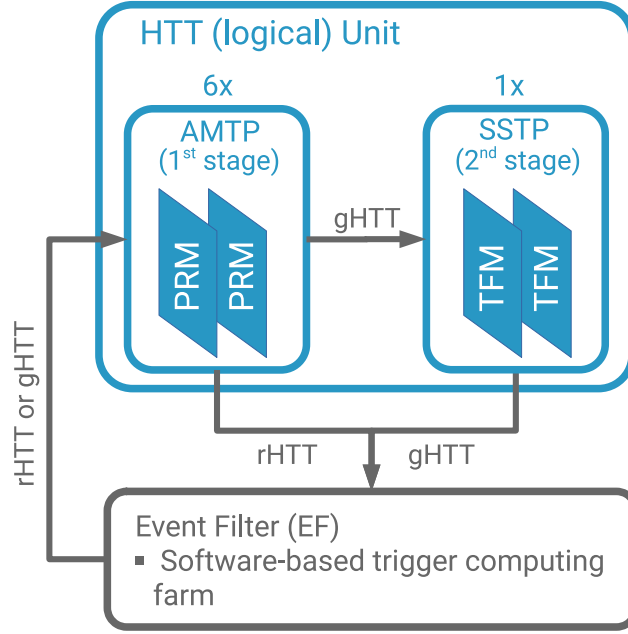 HTT (logical) Unit
6x
1x
AMTP
(1st stage)
SSTP
(2nd stage)
PRM
PRM
gHTT
TFM
TFM
rHTT or gHTT
rHTT
gHTT
Event Filter (EF)
▪ Software-based trigger computing
farm